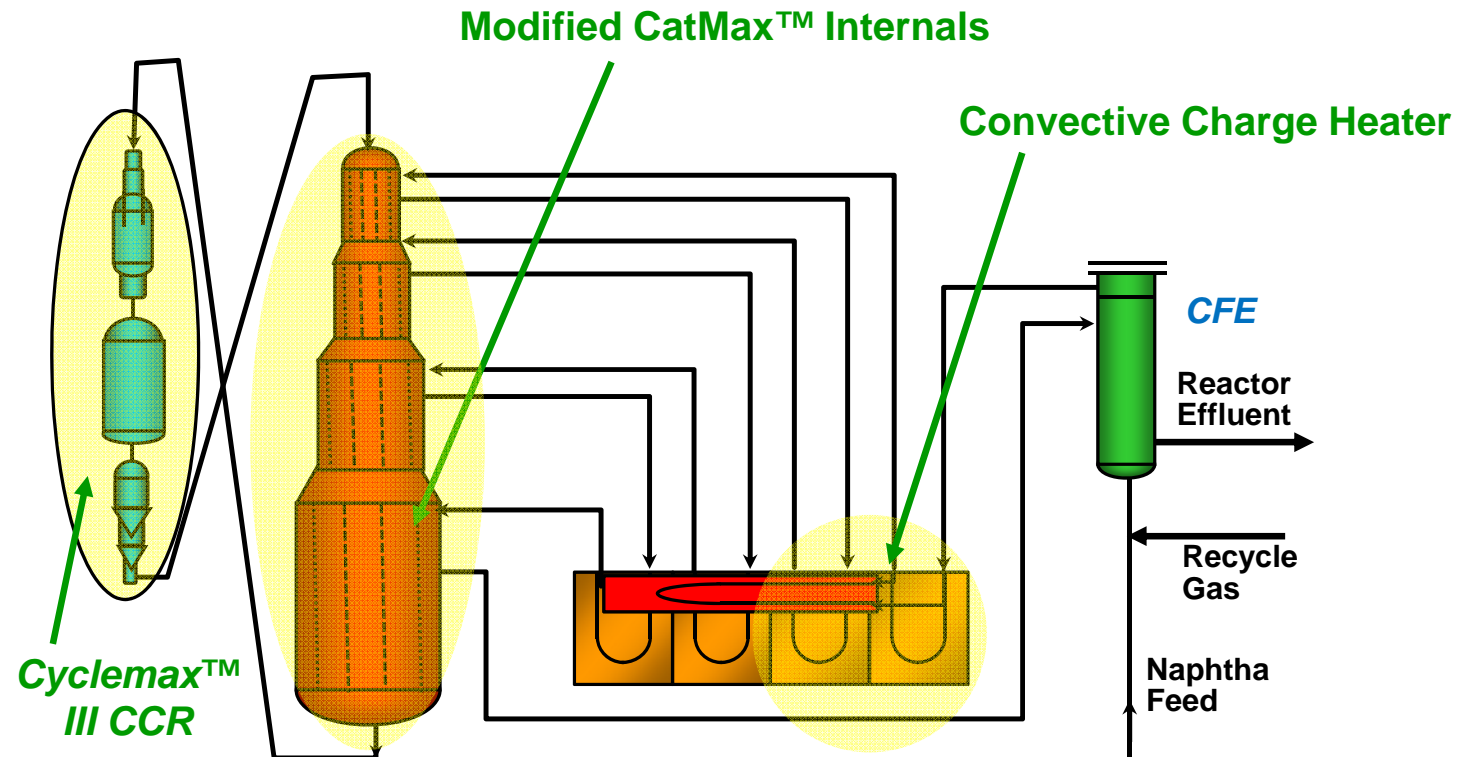 Modified CatMax™ Internals
Convective Charge Heater
CFE
Reactor
Effluent
Recycle
Gas
Naphtha
Feed
Cyclemax™
III CCR